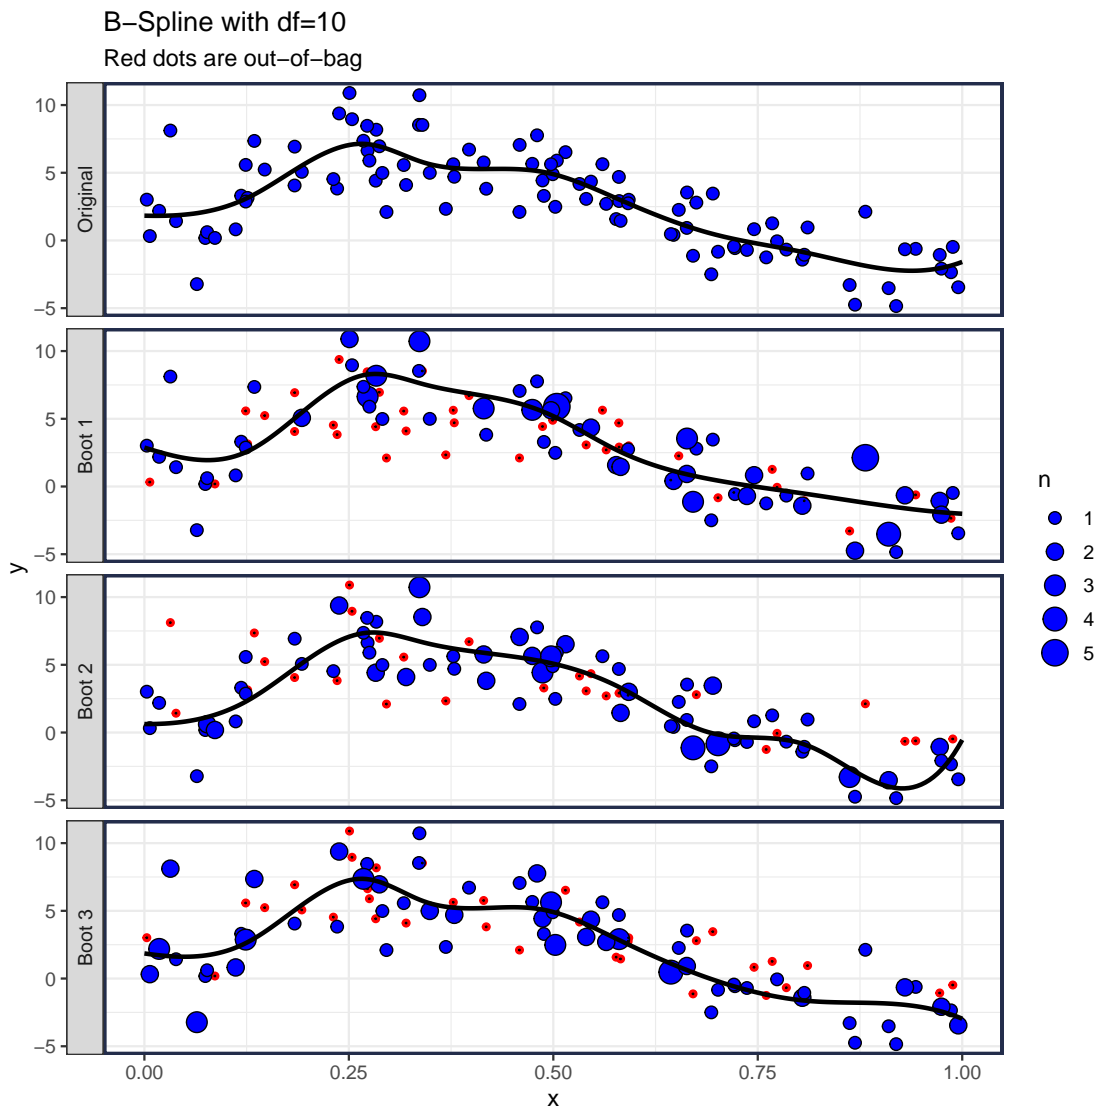 B−Spline with df=10
Red dots are out−of−bag
y
Original
10
5
0
−5
Boot 1
10
5
0
−5
Boot 2
10
5
0
−5
Boot 3
10
5
0
−5
0.00 0.25 0.50 0.75 1.00
x
n
1
2
3
4
5